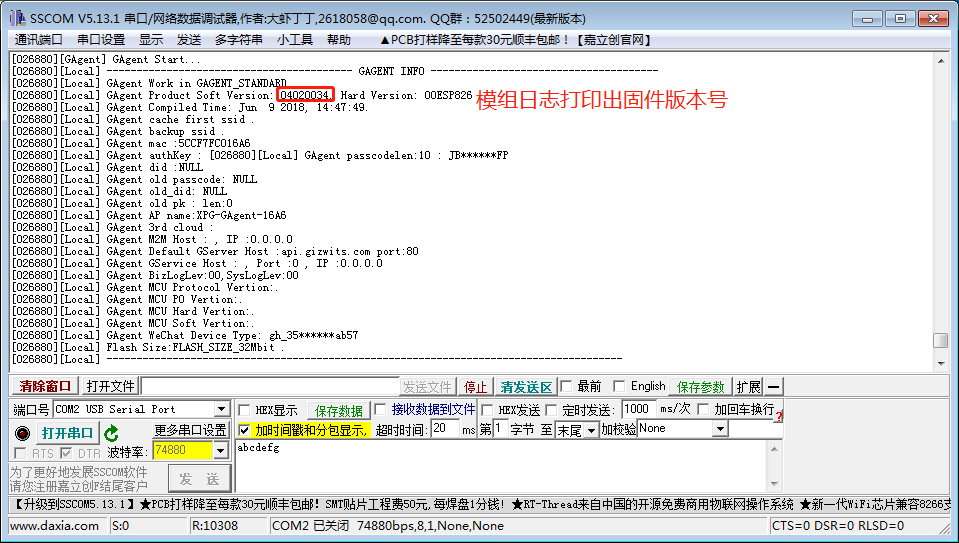 SSCOM V5.13.1 串口/网络数据调试器,作者:大虾丁丁,2618058@qq.com. QQ群：52502449(最新版本)
通讯端口 串口设置 显示 发送 多字符串 小工具 帮助 ▲PCB打样降至每款30元顺丰包邮！【嘉立创官网】
[026880][GAgent] GAgent Start...
[026880][Local] ----------------------------------------- GAGENT INFO --------------------------------------
[026880][Local] GAgent Work in GAGENT_STANDARD
[026880][Local] GAgent Product Soft Version: 04020034, Hard Version: 00ESP826
模组日志打印出固件版本号
[026880][Local] GAgent Compiled Time: Jun  9 2018, 14:47:49.
[026880][Local] GAgent cache first ssid .
[026880][Local] GAgent backup ssid .
[026880][Local] GAgent mac :5CCF7FC016A6
[026880][Local] GAgent authKey : [026880][Local] GAgent passcodelen:10 : JB******FP
[026880][Local] GAgent did :NULL
[026880][Local] GAgent old passcode: NULL
[026880][Local] GAgent old_did: NULL
[026880][Local] GAgent old pk : len:0
[026880][Local] GAgent AP name:XPG-GAgent-16A6
[026880][Local] GAgent 3rd cloud :
[026880][Local] GAgent M2M Host : , IP :0.0.0.0
[026880][Local] GAgent Default GServer Host :api.gizwits.com port:80
[026880][Local] GAgent GService Host : , Port :0 , IP :0.0.0.0
[026880][Local] GAgent BizLogLev:00,SysLogLev:00
[026880][Local] GAgent MCU Protocol Vertion:.
[026880][Local] GAgent MCU PO Vertion:.
[026880][Local] GAgent MCU Hard Vertion:.
[026880][Local] GAgent MCU Soft Vertion:.
[026880][Local] GAgent WeChat Device Type: gh_35******ab57
[026880][Local] Flash Size:FLASH_SIZE_32Mbit .
[026880][Local] --------------------------------------------------------------------------------------
清除窗口 打开文件 发送文件 停止 清发送区 最前 English 保存参数 扩展 —
端口号 COM2 USB Serial Port HEX显示 保存数据 接收数据到文件 HEX发送 定时发送: 1000 ms/次 加回车换行 ?
打开串口 更多串口设置 加时间戳和分包显示, 超时时间: 20 ms 第 1 字节 至 末尾 加校验 None
RTS DTR 波特率: 74880 abcdefg
为了更好地发展SSCOM软件
请您注册嘉立创F结尾客户 发 送
【升级到SSCOM5.13.1】★PCB打样降至每款30元顺丰包邮! SMT贴片工程费50元, 每焊盘1分钱! ★RT-Thread来自中国的开源免费商用物联网操作系统 ★新一代WiFi芯片兼容8266支
www.daxia.com S:0 R:10308 COM2 已关闭 74880bps,8,1,None,None CTS=0 DSR=0 RLSD=0